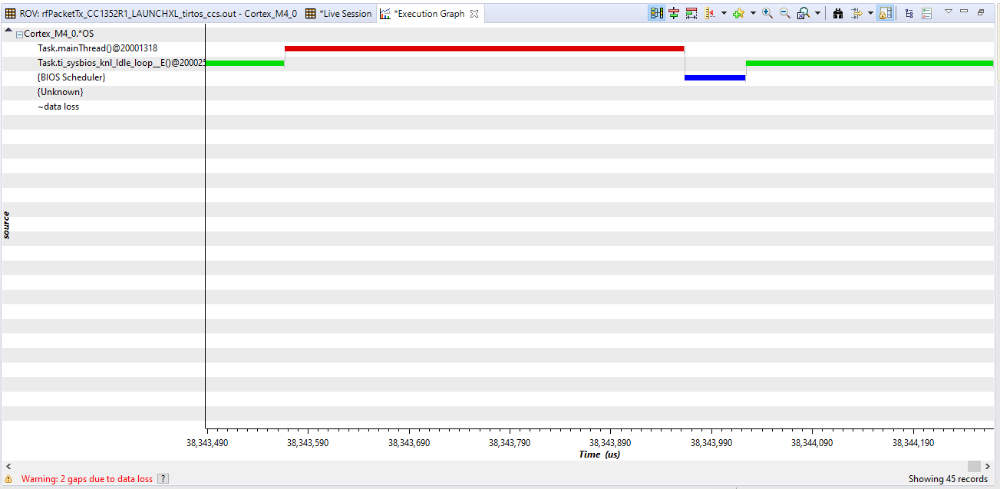 ROV: rfPacketTx_CC1352R1_LAUNCHXL_tirtos_ccs.out - Cortex_M4_0 *Live Session *Execution Graph
Cortex_M4_0.*OS
Task.mainThread()@20001318
Task.ti_sysbios_knl_Idle_loop__E()@200025
{BIOS Scheduler}
{Unknown}
~data loss
source
38,343,490 38,343,590 38,343,690 38,343,790 38,343,890 38,343,990 38,344,090 38,344,190
Time (us)
Warning: 2 gaps due to data loss ? Showing 45 records